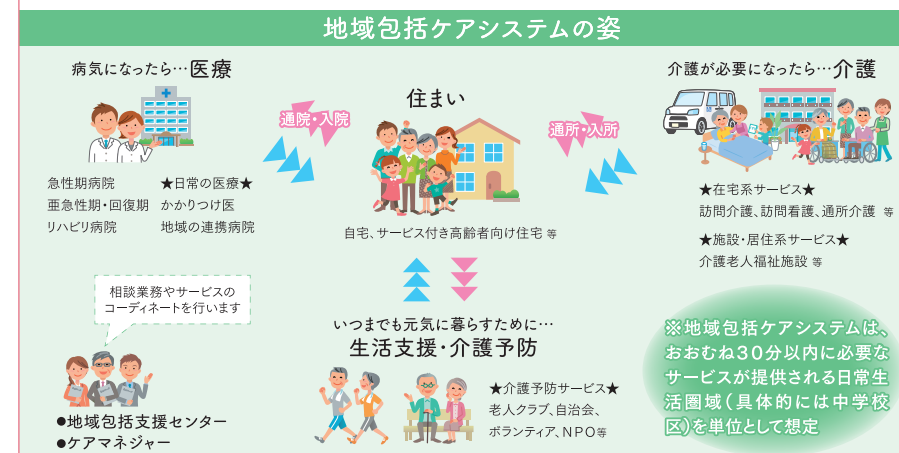 地域包括ケアシステムの姿
病気になったら…医療
急性期病院
亜急性期・回復期
リハビリ病院
★日常の医療★
かかりつけ医
地域の連携病院
通院・入院
住まい
自宅、サービス付き高齢者向け住宅 等
通所・入所
介護が必要になったら…介護
★在宅系サービス★
訪問介護、訪問看護、通所介護 等
★施設・居住系サービス★
介護老人福祉施設 等
相談業務やサービスの
コーディネートを行います
●地域包括支援センター
●ケアマネジャー
いつまでも元気に暮らすために…
生活支援・介護予防
★介護予防サービス★
老人クラブ、自治会、
ボランティア、NPO等
※地域包括ケアシステムは、
おおむね30分以内に必要な
サービスが提供される日常生
活圏域（具体的には中学校
区）を単位として想定